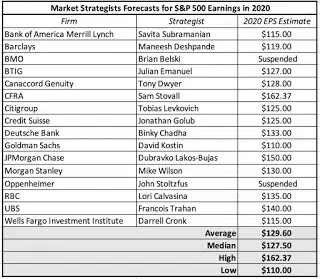 Market Strategists Forecasts for S&P 500 Earnings in 2020
Firm Strategist 2020 EPS Estimate
Bank of America Merrill Lynch Savita Subramanian $115.00
Barclays Maneesh Deshpande $119.00
BMO Brian Belski Suspended
BTIG Julian Emanuel $127.00
Canaccord Genuity Tony Dwyer $128.00
CFRA Sam Stovall $162.37
Citigroup Tobias Levkovich $125.00
Credit Suisse Jonathan Golub $125.00
Deutsche Bank Binky Chadha $133.00
Goldman Sachs David Kostin $110.00
JPMorgan Chase Dubravko Lakos-Bujas $150.00
Morgan Stanley Mike Wilson $130.00
Oppenheimer John Stoltzfus Suspended
RBC Lori Calvasina $135.00
UBS Francois Trahan $140.00
Wells Fargo Investment Institute Darrell Cronk $115.00
Average $129.60
Median $127.50
High $162.37
Low $110.00